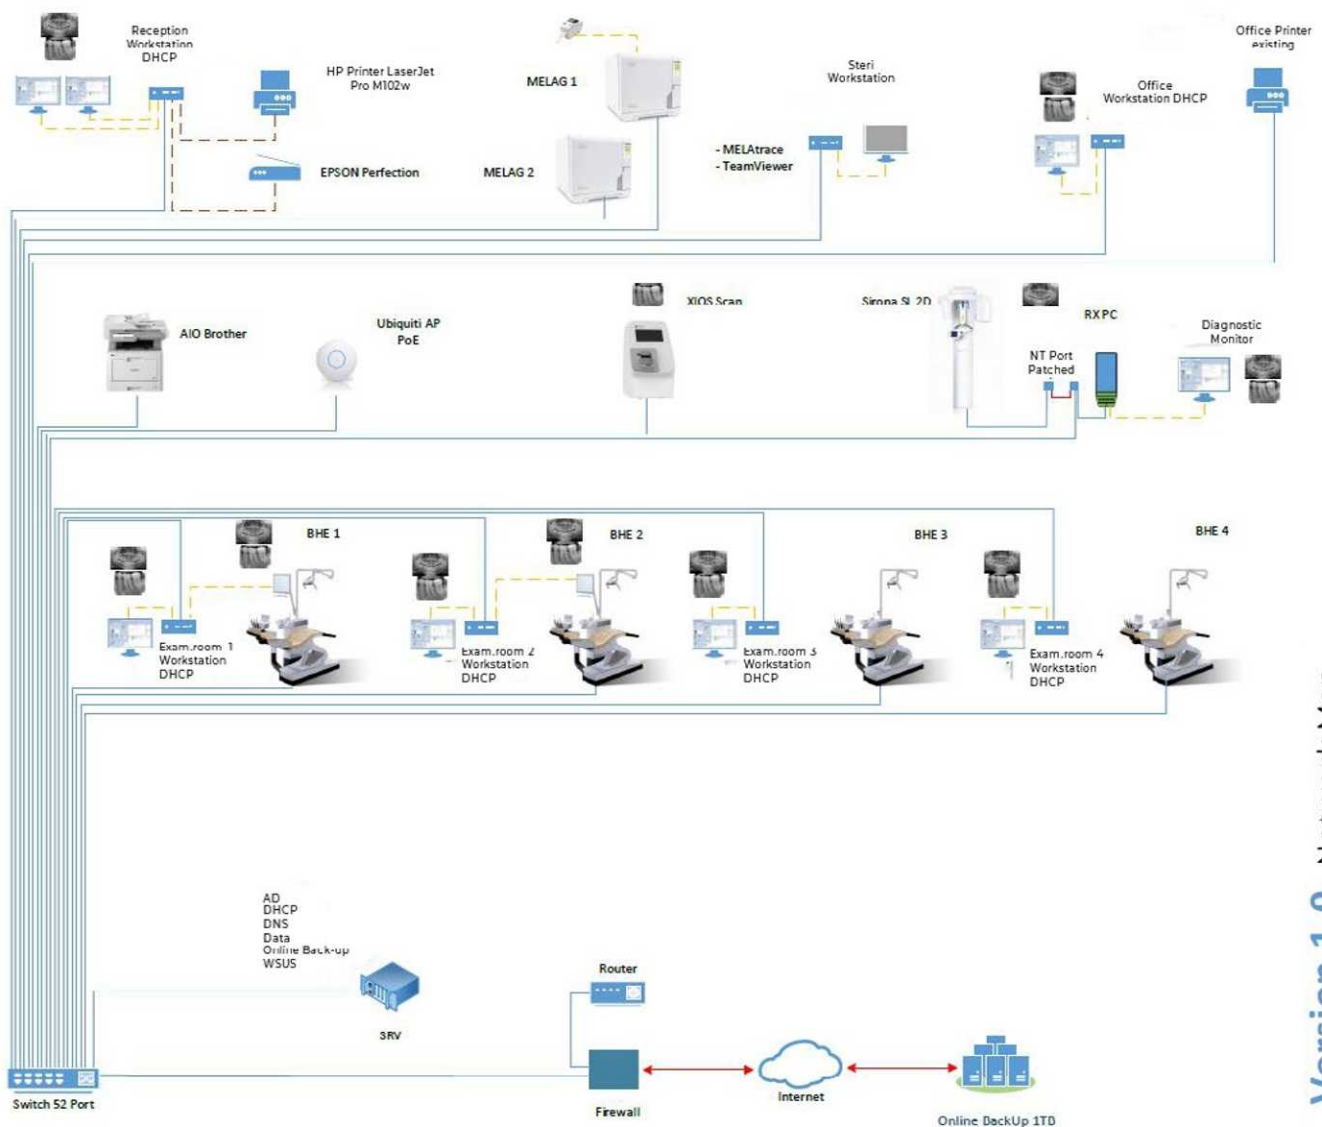 Reception
Workstation
DHCP
HP Printer LaserJet
Pro M102w
EPSON Perfection
MELAG 1
MELAG 2
Steri
Workstation
- MELAtrace
- TeamViewer
Office
Workstation DHCP
Office Printer
existing
AIO Brother
Ubiquiti AP
PoE
XIOS Scan
Sirona SL 2D
RX PC
NT Port
Patched
Diagnostic
Monitor
BHE 1
BHE 2
BHE 3
BHE 4
Exam.room 1
Workstation
DHCP
Exam.room 2
Workstation
DHCP
Exam.room 3
Workstation
DHCP
Exam.room 4
Workstation
DHCP
AD
DHCP
DNS
Data
Online Back-up
WSUS
SRV
Router
Firewall
Internet
Online BackUp 1TB
Switch 52 Port